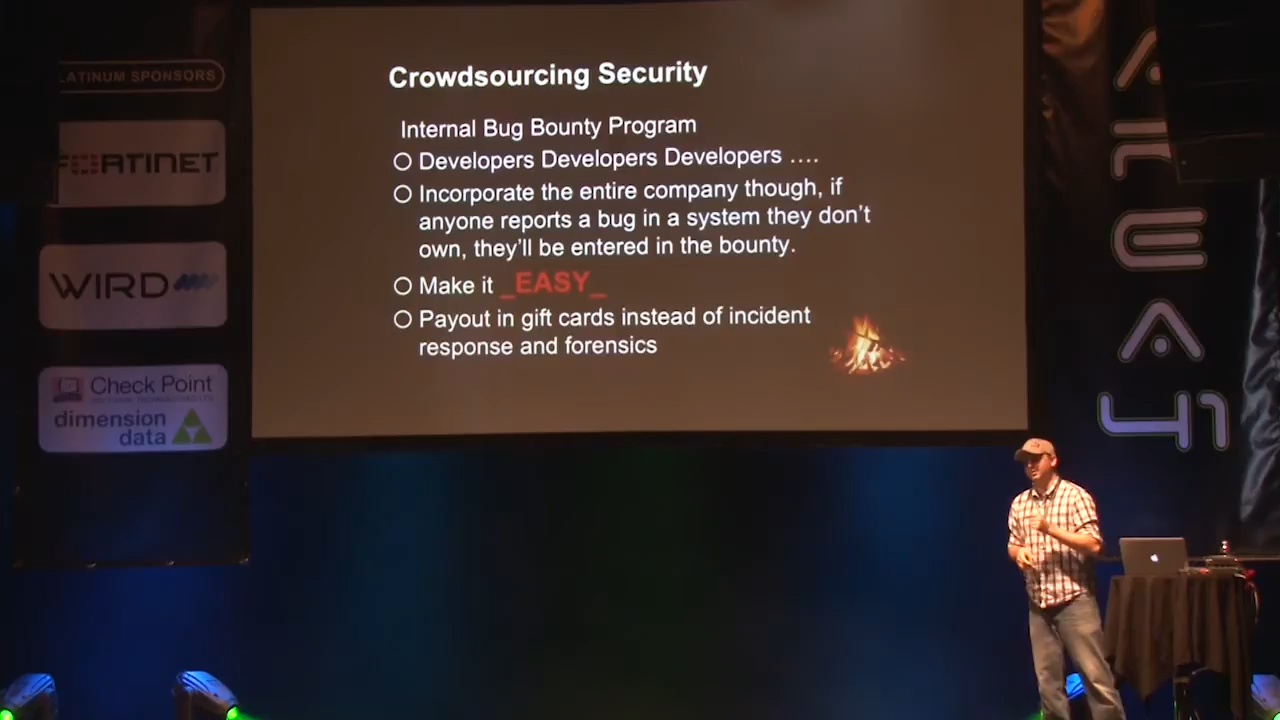 LATINUM SPONSORS
FORTINET
WIRD
Check Point
dimension
data
Crowdsourcing Security
Internal Bug Bounty Program
Developers Developers Developers ….
Incorporate the entire company though, if
anyone reports a bug in a system they don't
own, they'll be entered in the bounty.
Make it _EASY_
Payout in gift cards instead of incident
response and forensics
AREA
41